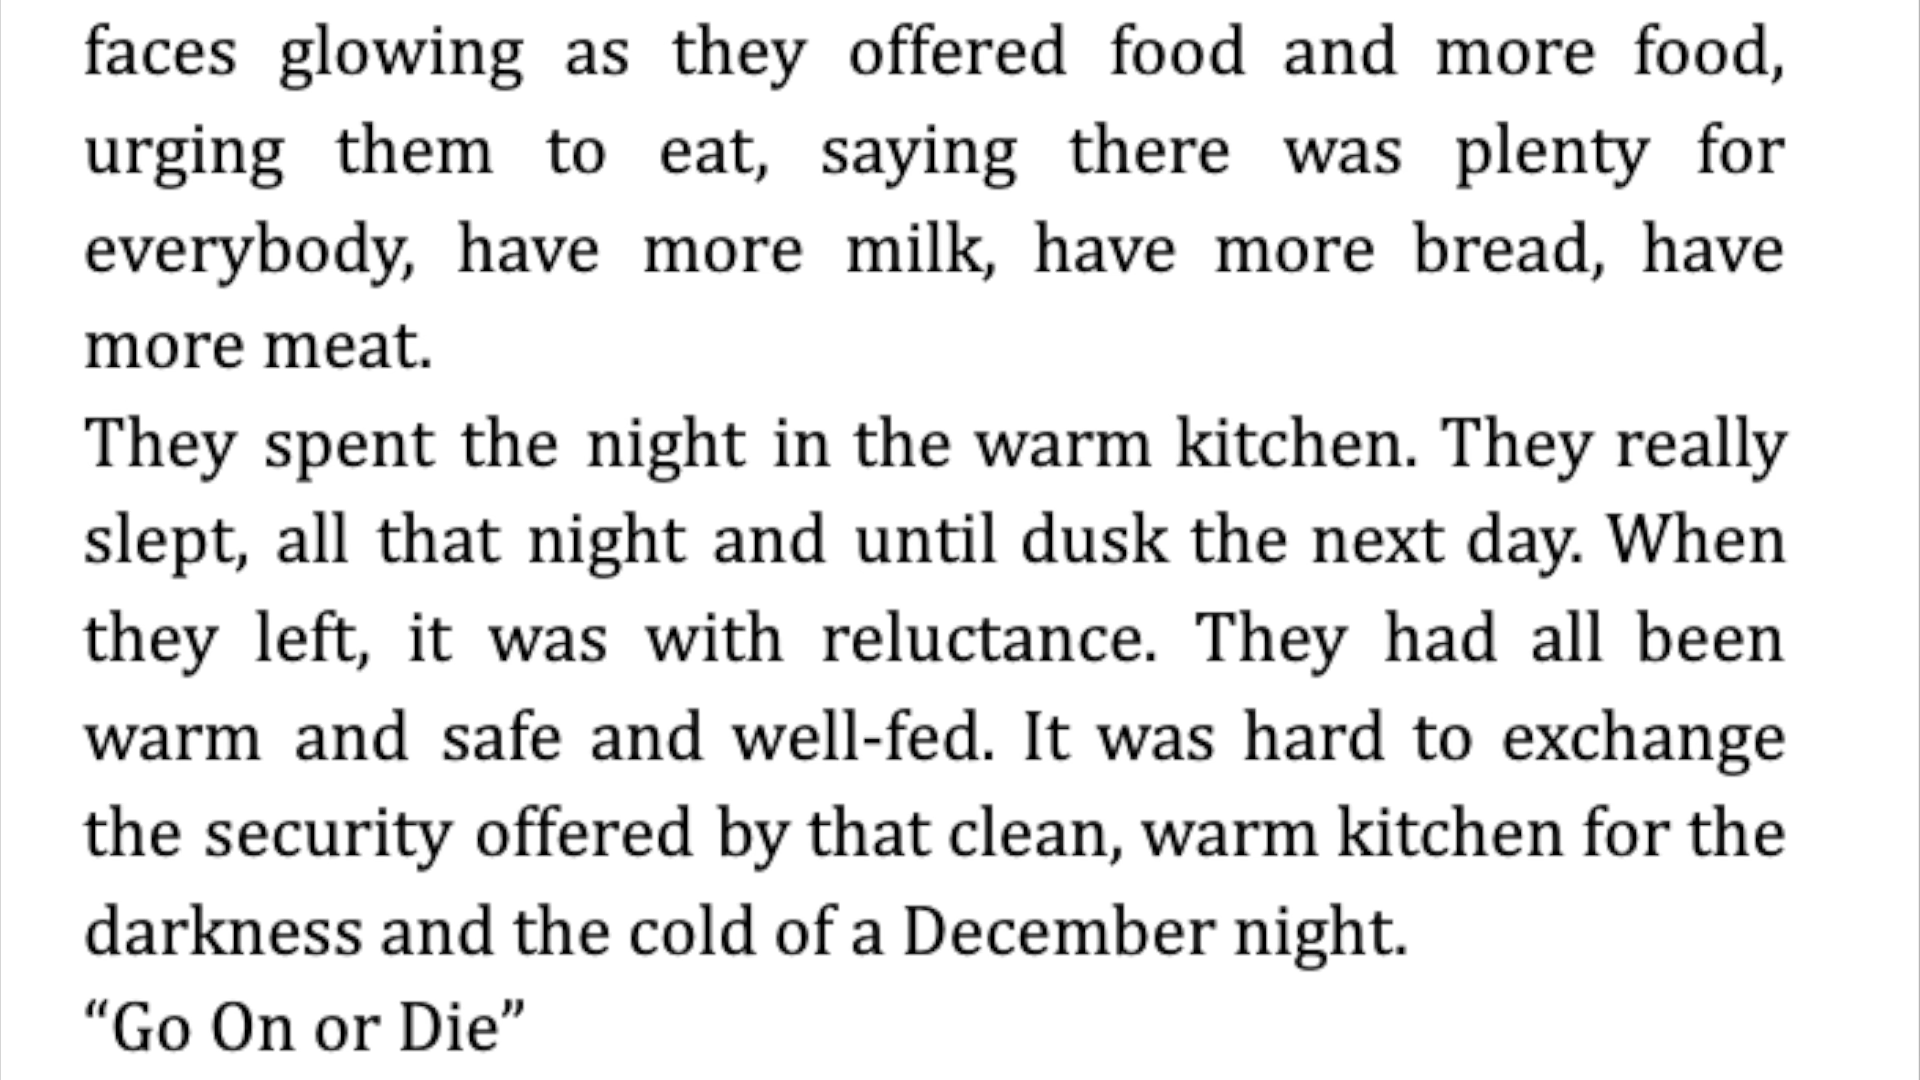 faces glowing as they offered food and more food,
urging them to eat, saying there was plenty for
everybody, have more milk, have more bread, have
more meat.
They spent the night in the warm kitchen. They really
slept, all that night and until dusk the next day. When
they left, it was with reluctance. They had all been
warm and safe and well-fed. It was hard to exchange
the security offered by that clean, warm kitchen for the
darkness and the cold of a December night.
“Go On or Die”